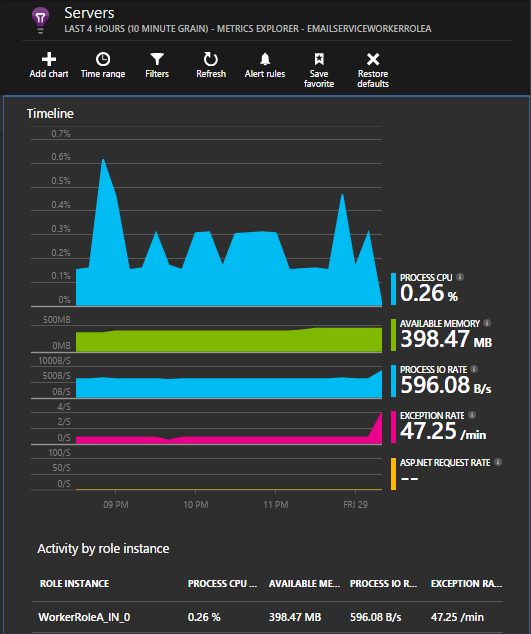 Servers
LAST 4 HOURS (10 MINUTE GRAIN) - METRICS EXPLORER - EMAILSERVICEWORKERROLEA
Add chart
Time range
Filters
Refresh
Alert rules
Save
favorite
Restore
defaults
Timeline
0.7%
0.6%
0.5%
0.4%
0.3%
0.2%
0.1%
0%
PROCESS CPU
0.26 %
500MB
0MB
AVAILABLE MEMORY
398.47 MB
1000B/S
500B/S
0B/S
PROCESS IO RATE
596.08 B/s
4/S
2/S
0/S
EXCEPTION RATE
47.25 /min
100/S
50/S
0/S
ASP.NET REQUEST RATE
--
09 PM 10 PM 11 PM FRI 29
Activity by role instance
ROLE INSTANCE PROCESS CPU ... AVAILABLE ME... PROCESS IO R... EXCEPTION RA...
WorkerRoleA_IN_0 0.26 % 398.47 MB 596.08 B/s 47.25 /min